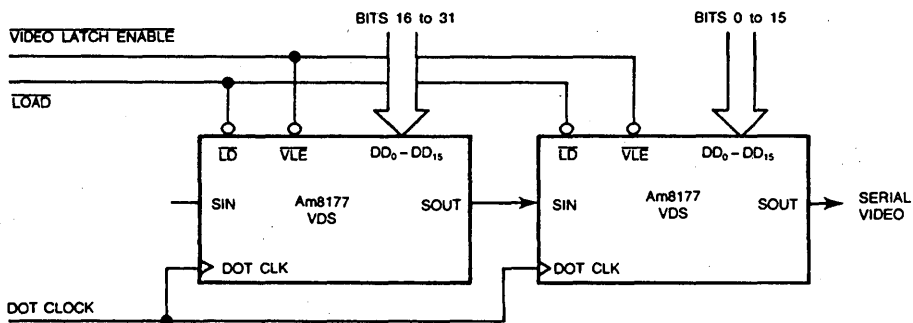 BITS 16 to 31
BITS 0 to 15
VIDEO LATCH ENABLE
LOAD
LD
VLE
DD0 – DD15
LD
VLE
DD0 – DD15
SIN
Am8177
VDS
SOUT
SIN
Am8177
VDS
SOUT
SERIAL
VIDEO
DOT CLK
DOT CLK
DOT CLOCK